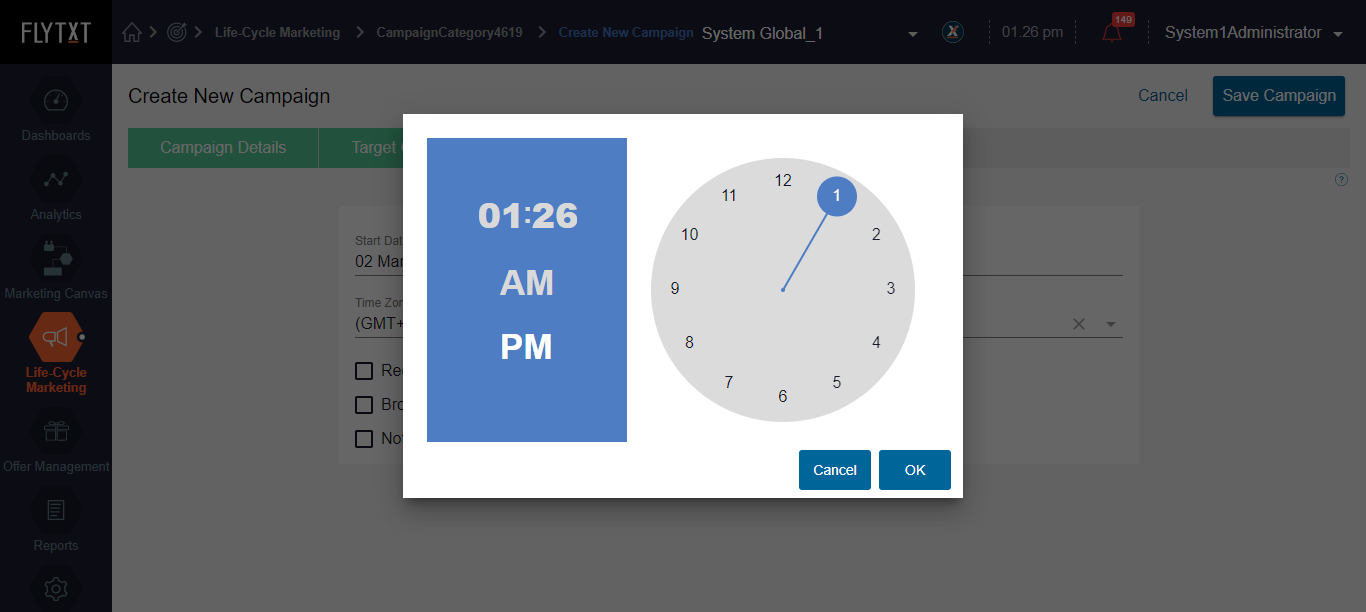 FLYTXT
Life-Cycle Marketing
CampaignCategory4619
Create New Campaign
System Global_1
X
01.26 pm
149
System1Administrator
Dashboards
Analytics
Marketing Canvas
Life-Cycle
Marketing
Offer Management
Reports
Create New Campaign
Cancel
Save Campaign
Campaign Details
Target
?
Start Dat
02 Mar
Time Zon
(GMT+
Re
Bro
No
01:26
AM
PM
12
1
2
3
4
5
6
7
8
9
10
11
Cancel
OK